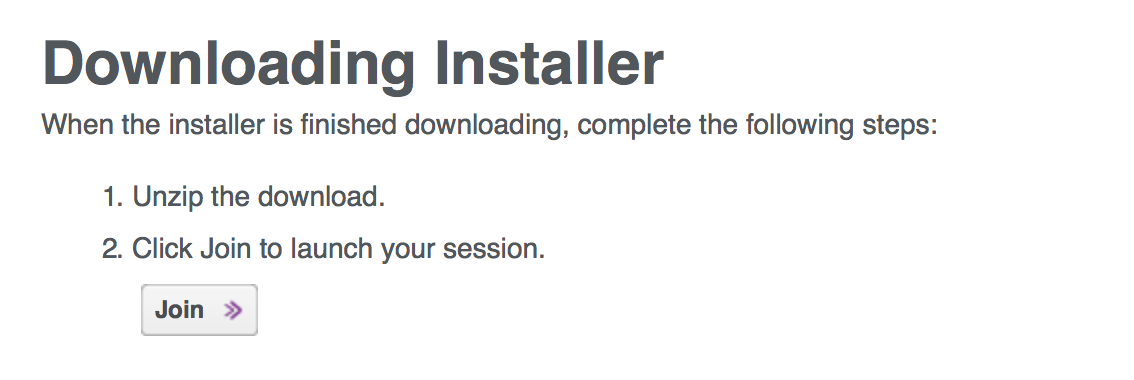 Downloading Installer
When the installer is finished downloading, complete the following steps:
1. Unzip the download.
2. Click Join to launch your session.
Join »